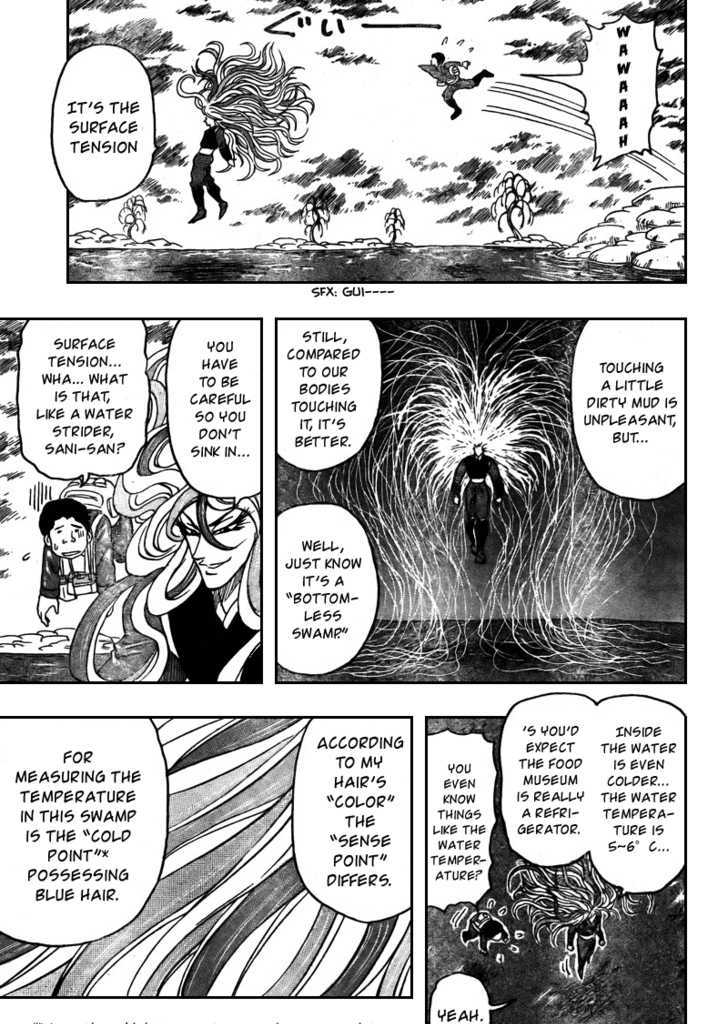 WAWAAAAH
ぐい
IT'S THE
SURFACE
TENSION
SFX: GUI----
TOUCHING
A LITTLE
DIRTY MUD IS
UNPLEASANT,
BUT...
STILL,
COMPARED
TO OUR
BODIES
TOUCHING
IT, IT'S
BETTER.
WELL,
JUST KNOW
IT'S A
"BOTTOM-
LESS
SWAMP."
YOU
HAVE
TO BE
CAREFUL
SO YOU
DON'T
SINK IN...
SURFACE
TENSION...
WHA... WHAT
IS THAT,
LIKE A WATER
STRIDER,
SANI-SAN?
INSIDE
THE WATER
IS EVEN
COLDER...
THE WATER
TEMPERA-
TURE IS
5~6° C...
'S YOU'D
EXPECT
THE FOOD
MUSEUM
IS REALLY
A REFRI-
GERATOR.
YOU
EVEN
KNOW
THINGS
LIKE THE
WATER
TEMPER-
ATURE?
YEAH.
ACCORDING
TO MY
HAIR'S
"COLOR"
THE
"SENSE
POINT"
DIFFERS.
FOR
MEASURING THE
TEMPERATURE
IN THIS SWAMP
IS THE "COLD
POINT"*
POSSESSING
BLUE HAIR.